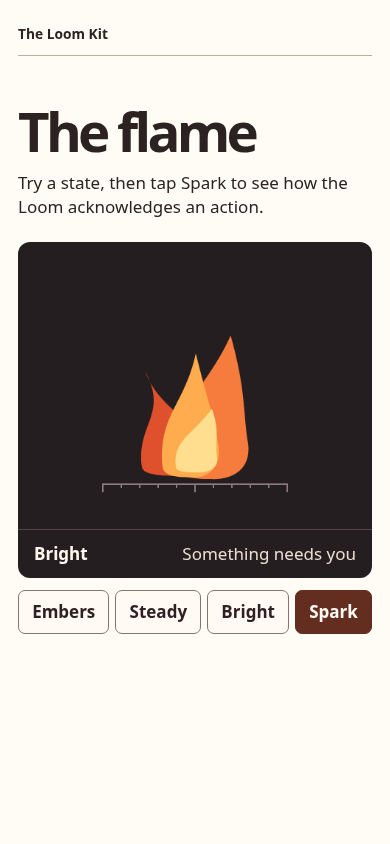 The Loom Kit
The flame
Try a state, then tap Spark to see how the
Loom acknowledges an action.
Bright
Something needs you
Embers
Steady
Bright
Spark